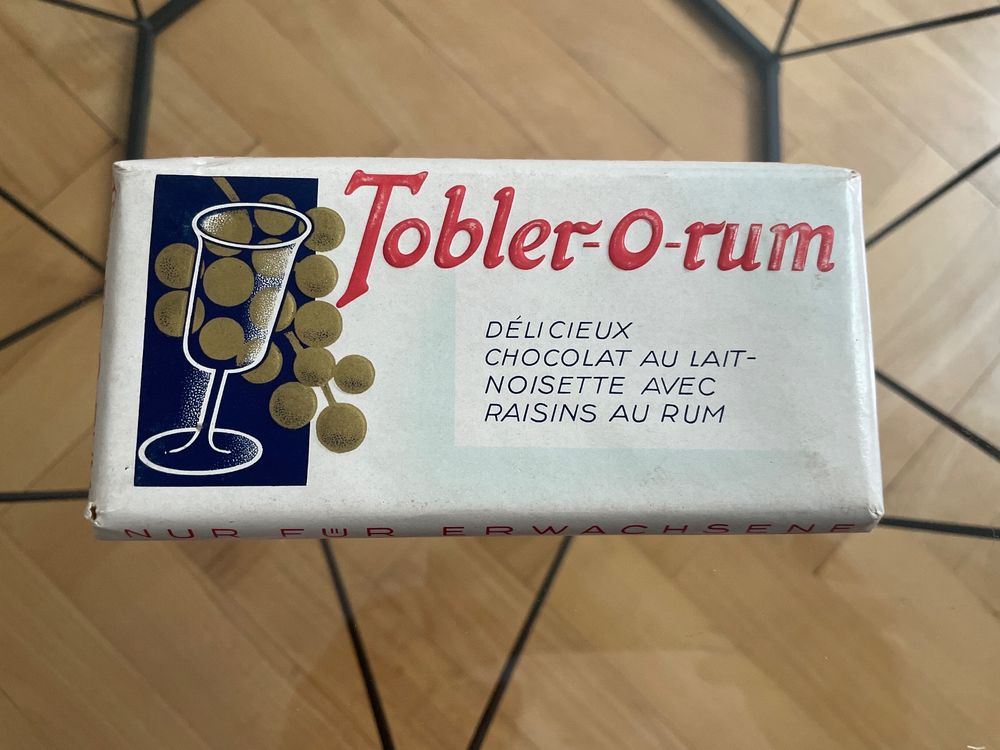 Tobler-O-rum
DÉLICIEUX
CHOCOLAT AU LAIT-
NOISETTE AVEC
RAISINS AU RUM
NUR FÜR ERWACHSENE